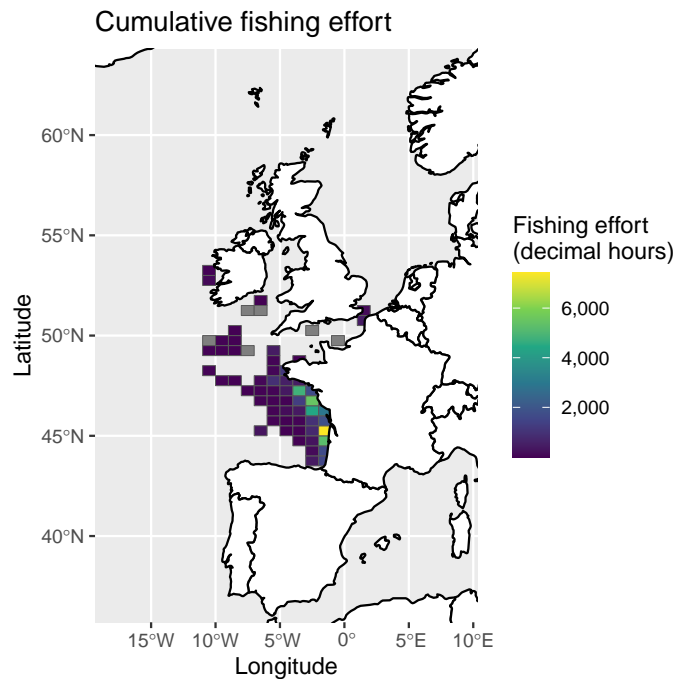 Cumulative fishing effort
60°N
55°N
50°N
45°N
40°N
Latitude
15°W
10°W
5°W
0°
5°E
10°E
Longitude
Fishing effort
(decimal hours)
6,000
4,000
2,000